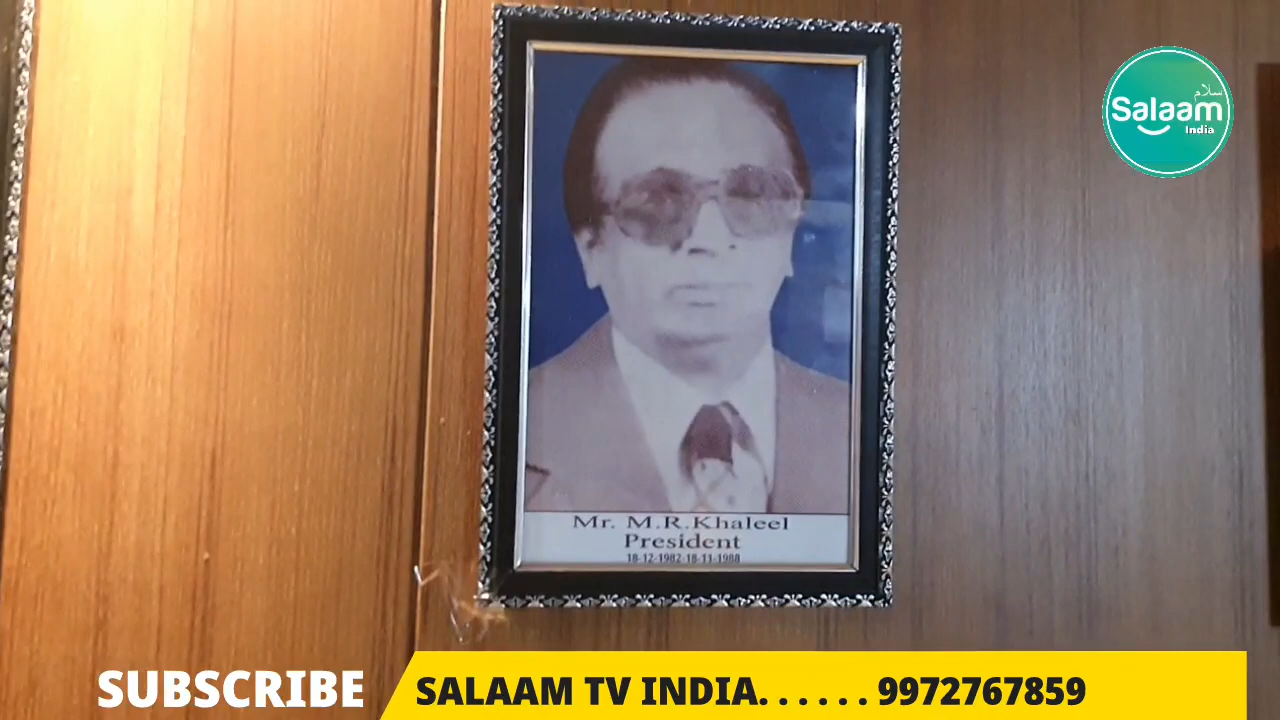 سلام
Salaam
India
Mr. M.R.Khaleel
President
18-12-1982-18-11-1988
SUBSCRIBE
SALAAM TV INDIA. . . . . . 9972767859